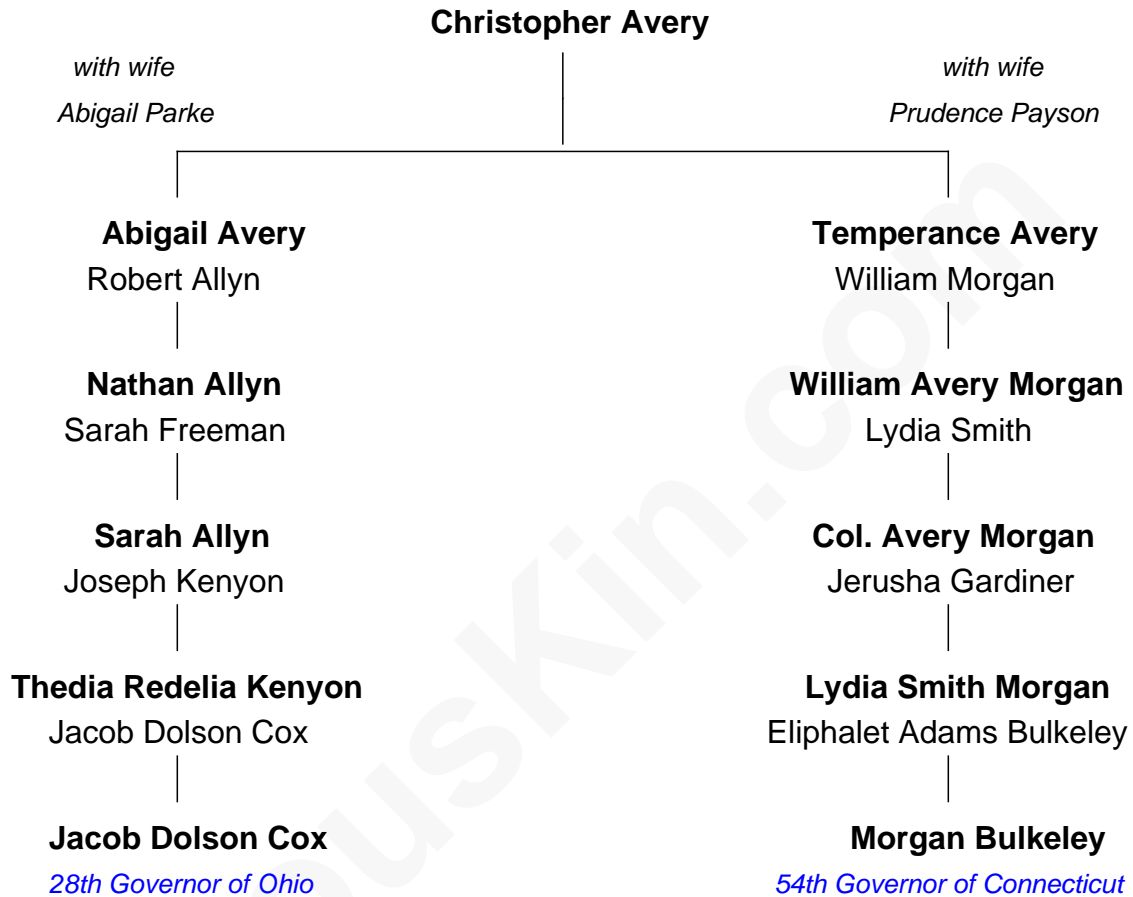 Christopher Avery
with wife
Abigail Parke
with wife
Prudence Payson
Abigail Avery
Robert Allyn
Temperance Avery
William Morgan
Nathan Allyn
Sarah Freeman
William Avery Morgan
Lydia Smith
Sarah Allyn
Joseph Kenyon
Col. Avery Morgan
Jerusha Gardiner
Thedia Redelia Kenyon
Jacob Dolson Cox
Lydia Smith Morgan
Eliphalet Adams Bulkeley
Jacob Dolson Cox
28th Governor of Ohio
Morgan Bulkeley
54th Governor of Connecticut
ousKin.com